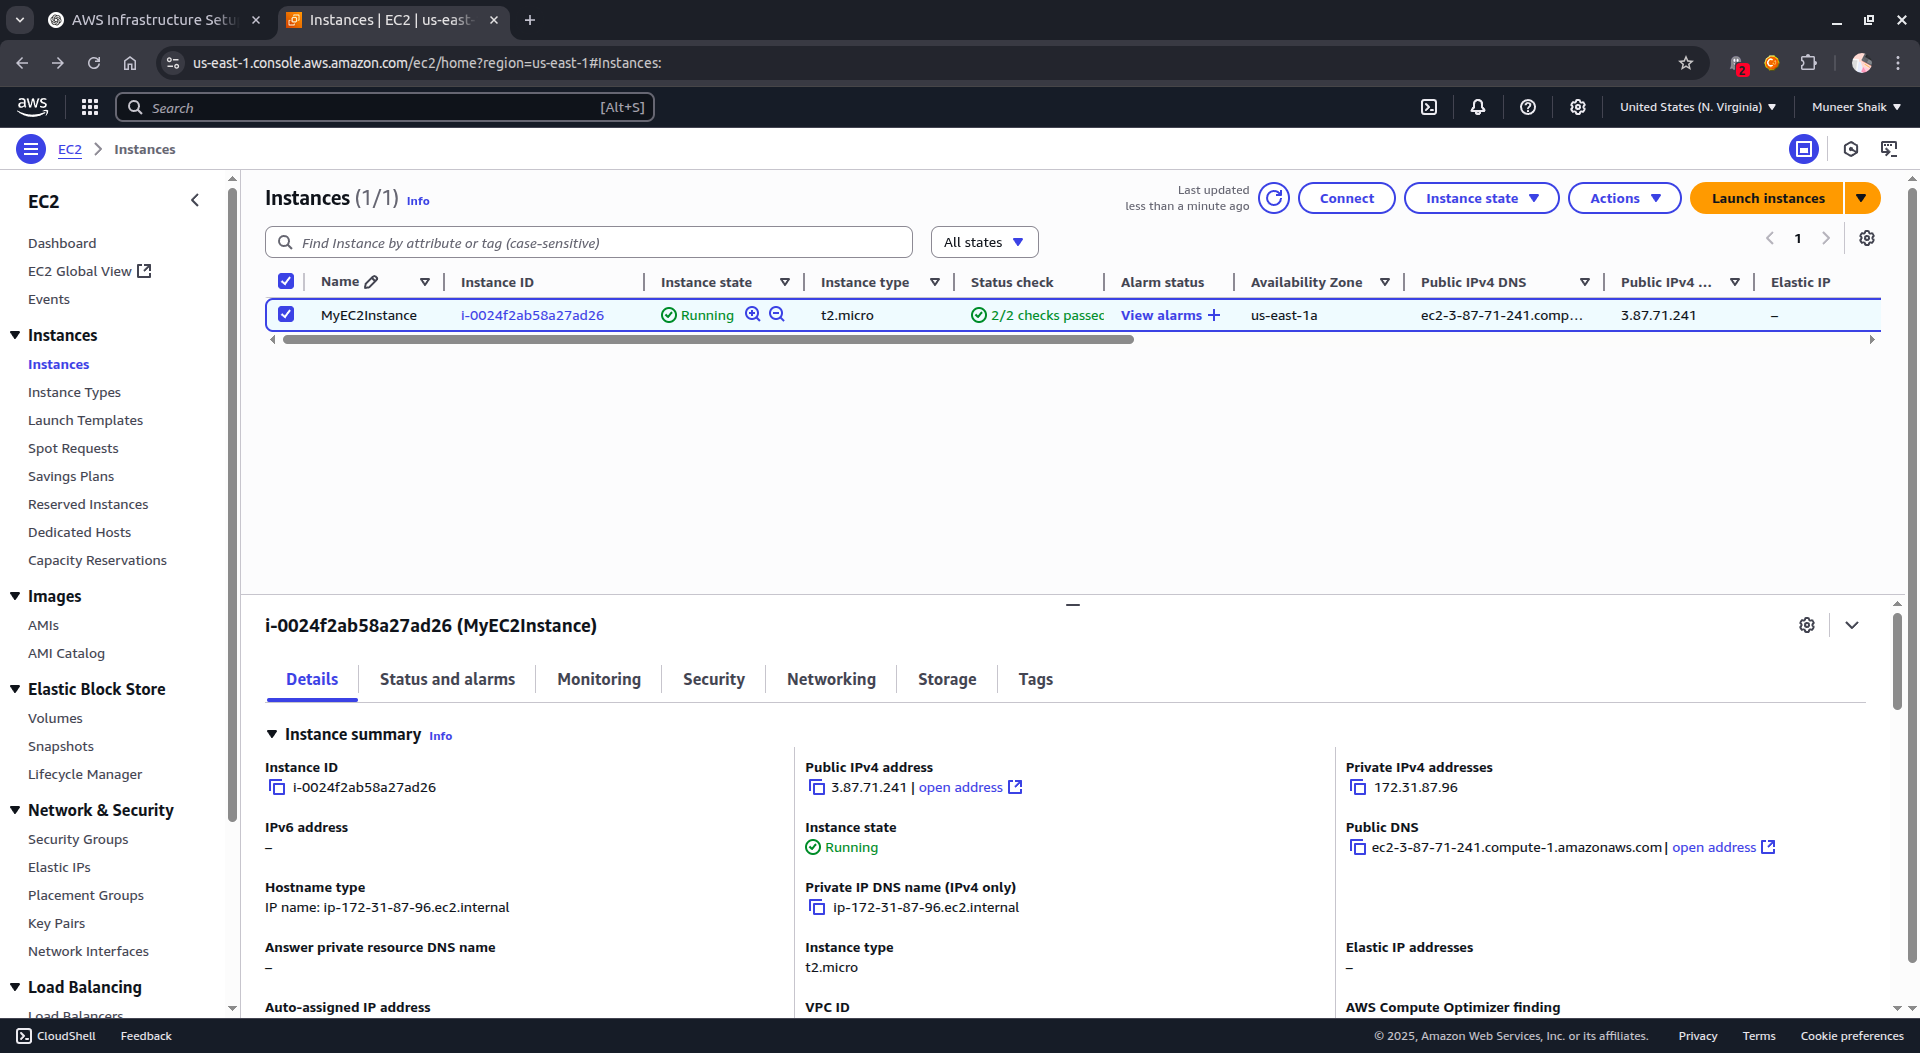 AWS Infrastructure Setu
Instances | EC2 | us-east-
us-east-1.console.aws.amazon.com/ec2/home?region=us-east-1#Instances:
2
aws
Search
[Alt+S]
United States (N. Virginia)
Muneer Shaik
EC2
Instances
EC2
Dashboard
EC2 Global View
Events
Instances
Instances
Instance Types
Launch Templates
Spot Requests
Savings Plans
Reserved Instances
Dedicated Hosts
Capacity Reservations
Images
AMIs
AMI Catalog
Elastic Block Store
Volumes
Snapshots
Lifecycle Manager
Network & Security
Security Groups
Elastic IPs
Placement Groups
Key Pairs
Network Interfaces
Load Balancing
Load Balancers
Instances (1/1) Info
Last updated
less than a minute ago
Connect
Instance state
Actions
Launch instances
Find Instance by attribute or tag (case-sensitive)
All states
1
Name Instance ID Instance state Instance type Status check Alarm status Availability Zone Public IPv4 DNS Public IPv4 ... Elastic IP
MyEC2Instance i-0024f2ab58a27ad26 Running t2.micro 2/2 checks passec View alarms + us-east-1a ec2-3-87-71-241.comp... 3.87.71.241 –
i-0024f2ab58a27ad26 (MyEC2Instance)
Details
Status and alarms
Monitoring
Security
Networking
Storage
Tags
Instance summary Info
Instance ID
i-0024f2ab58a27ad26
Public IPv4 address
3.87.71.241 | open address
Private IPv4 addresses
172.31.87.96
IPv6 address
–
Instance state
Running
Public DNS
ec2-3-87-71-241.compute-1.amazonaws.com | open address
Hostname type
IP name: ip-172-31-87-96.ec2.internal
Private IP DNS name (IPv4 only)
ip-172-31-87-96.ec2.internal
Answer private resource DNS name
–
Instance type
t2.micro
Elastic IP addresses
–
Auto-assigned IP address
VPC ID
AWS Compute Optimizer finding
CloudShell
Feedback
© 2025, Amazon Web Services, Inc. or its affiliates.
Privacy
Terms
Cookie preferences